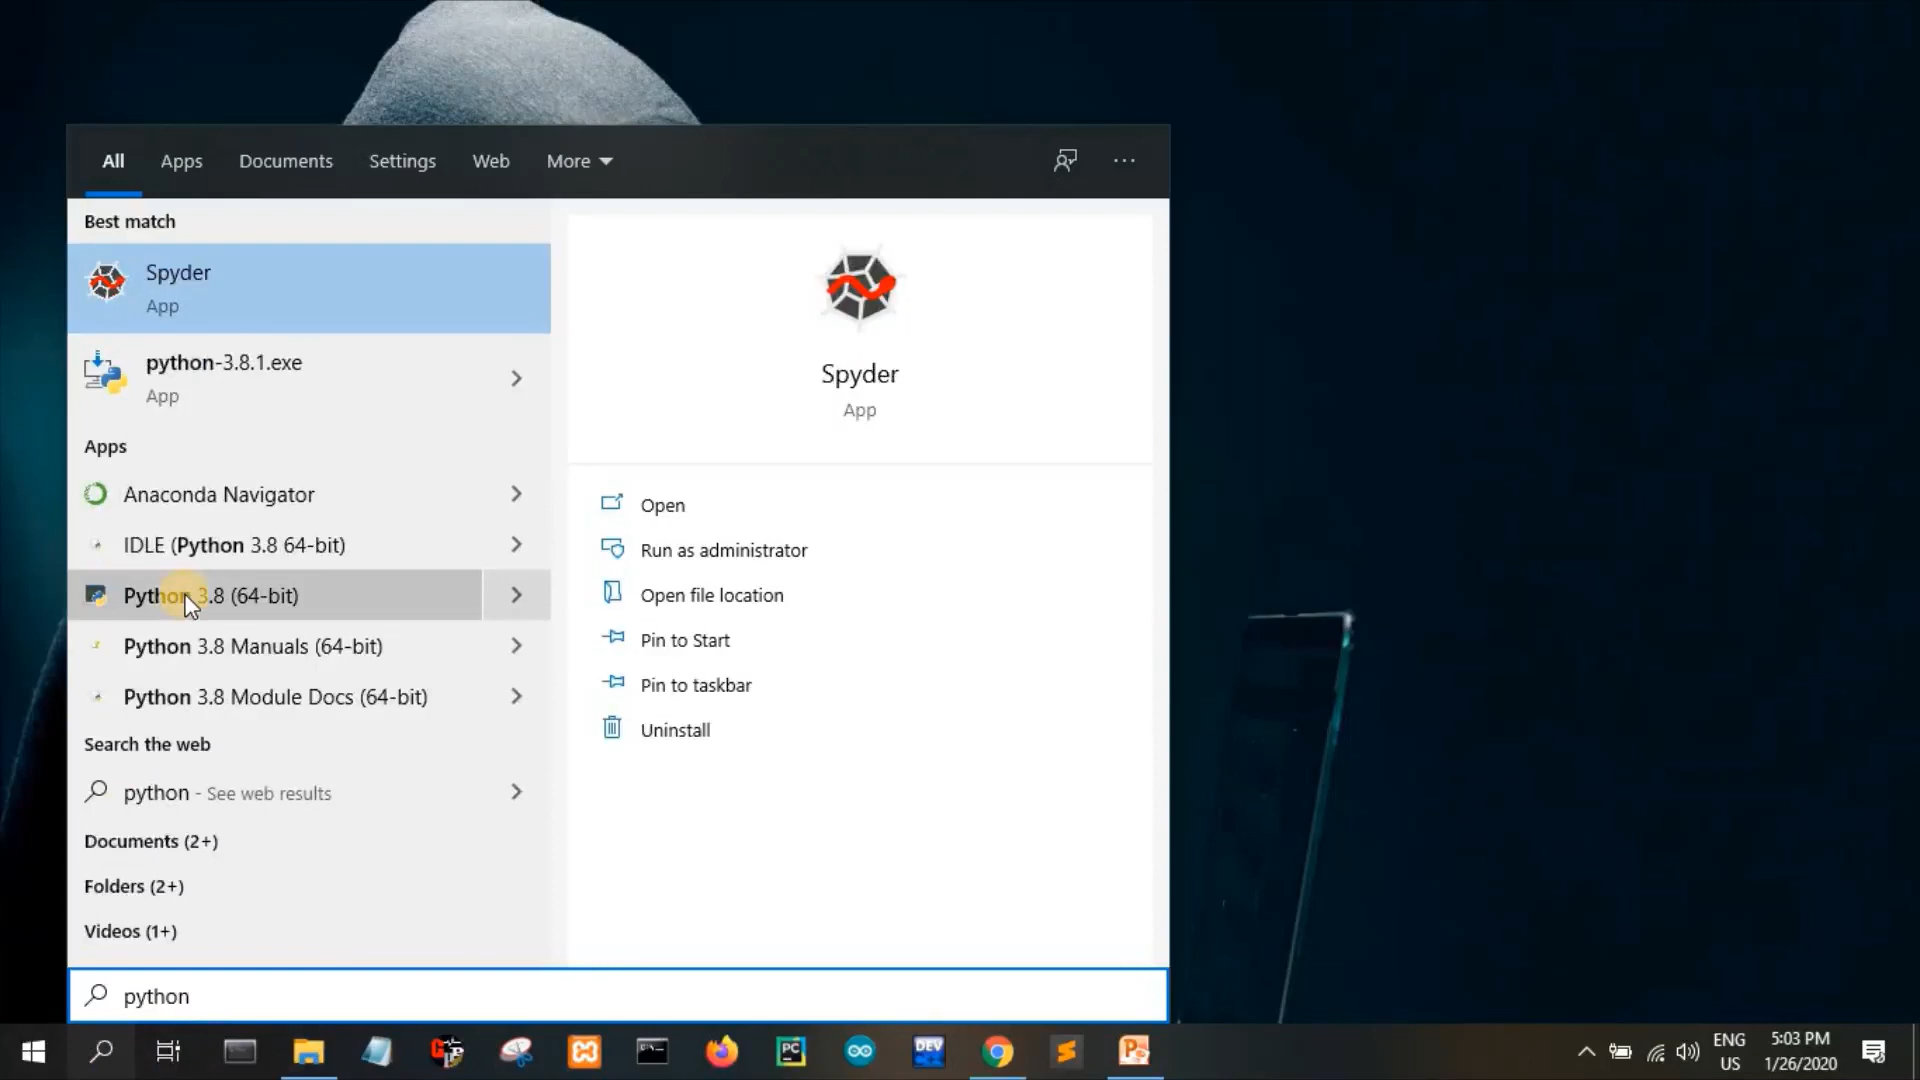 All Apps Documents Settings Web More
Best match
Spyder
App
python-3.8.1.exe
App
Apps
Anaconda Navigator
IDLE (Python 3.8 64-bit)
Python 3.8 (64-bit)
Python 3.8 Manuals (64-bit)
Python 3.8 Module Docs (64-bit)
Search the web
python - See web results
Documents (2+)
Folders (2+)
Videos (1+)
Spyder
App
Open
Run as administrator
Open file location
Pin to Start
Pin to taskbar
Uninstall
python
PC
DEV
ENG
US
5:03 PM
1/26/2020